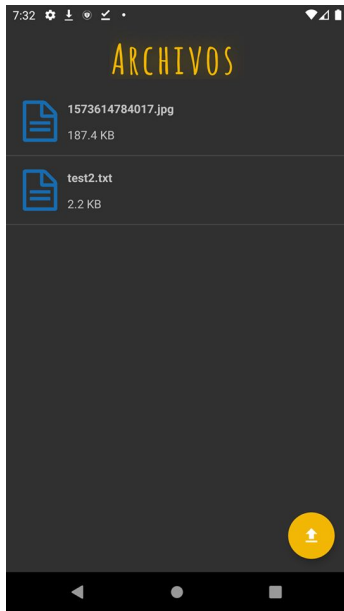 7:32
Archivos
1573614784017.jpg
187.4 KB
test2.txt
2.2 KB